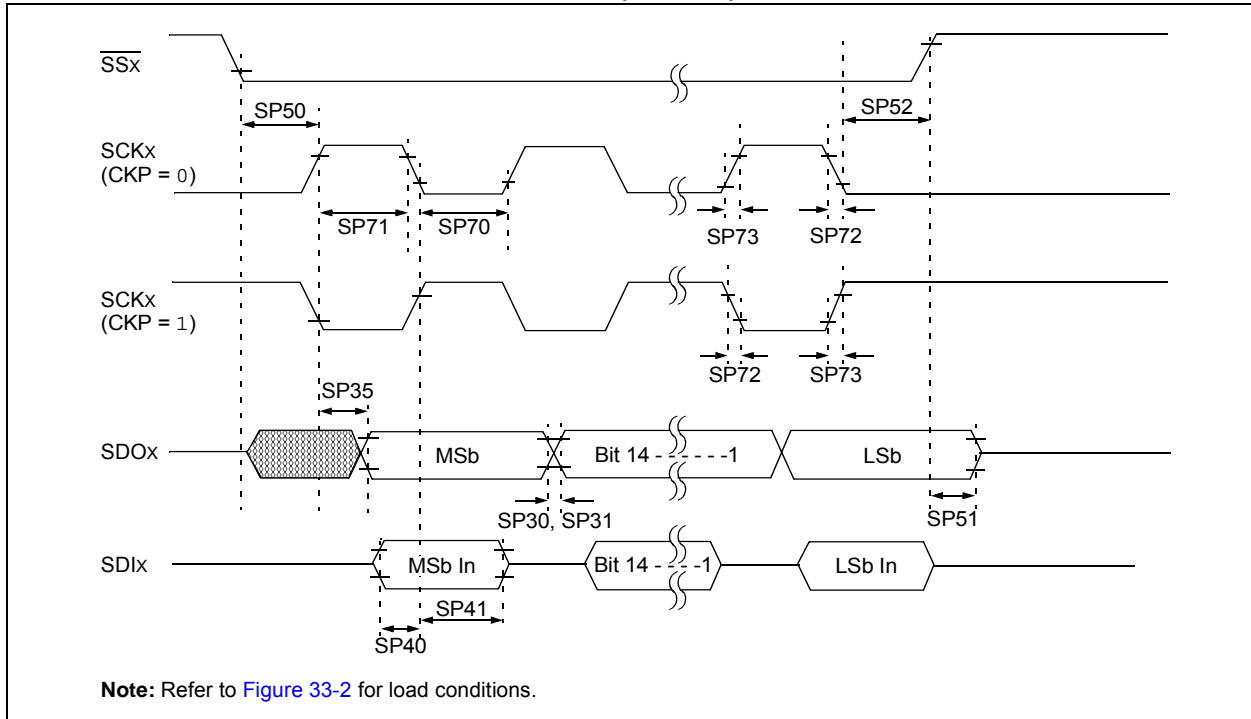 SSX
SP50
SP52
SCKX
(CKP = 0)
SP71
SP70
SP73
SP72
SCKX
(CKP = 1)
SP72
SP73
SP35
SDOX
MSb
Bit 14 - - - - - -1
LSb
SP30, SP31
SP51
SDIX
MSb In
Bit 14 - - - -1
LSb In
SP41
SP40
Note: Refer to Figure 33-2 for load conditions.